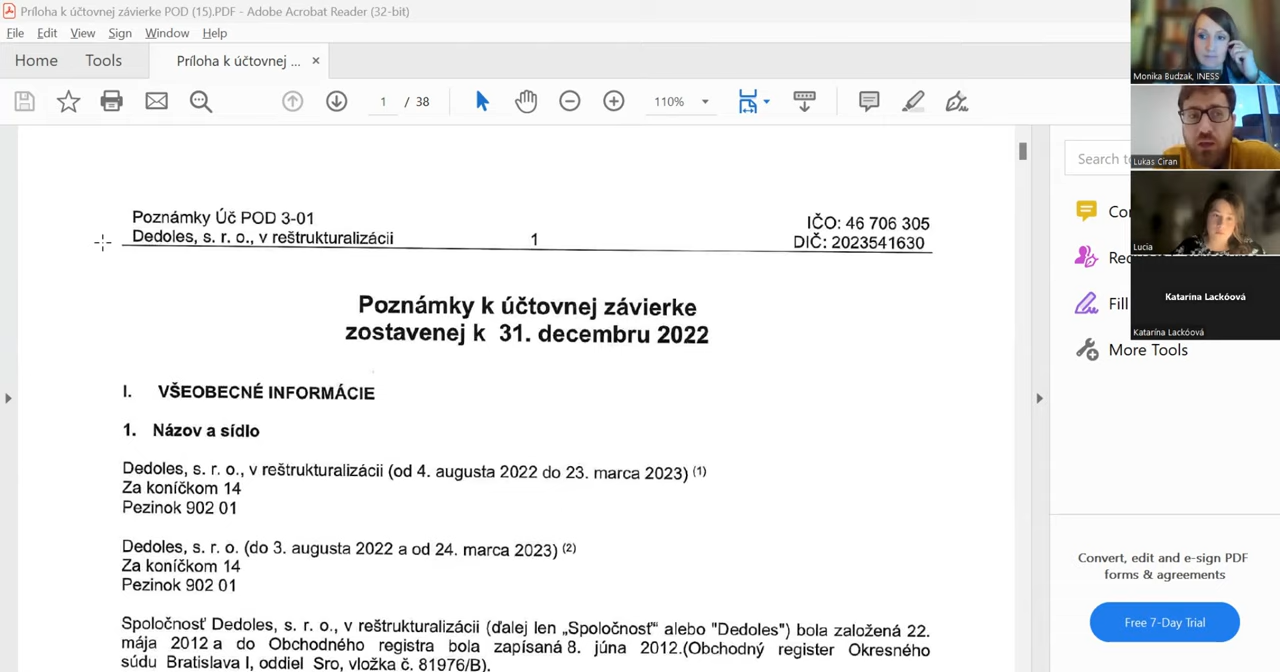 Príloha k účtovnej závierke POD (15).PDF - Adobe Acrobat Reader (32-bit)
File Edit View Sign Window Help
Home Tools Príloha k účtovnej ... ×
1 / 38 110%
Monika Budzak, INESS
Lukas Ciran
Lucia
Katarína Lackóová
Katarína Lackóová
Search
Fill
More Tools
Convert, edit and e-sign PDF
forms & agreements
Free 7-Day Trial
Poznámky Úč POD 3-01 IČO: 46 706 305
Dedoles, s. r. o., v reštrukturalizácii 1 DIČ: 2023541630
Poznámky k účtovnej závierke
zostavenej k 31. decembru 2022
I. VŠEOBECNÉ INFORMÁCIE
1. Názov a sídlo
Dedoles, s. r. o., v reštrukturalizácii (od 4. augusta 2022 do 23. marca 2023) (1)
Za koníčkom 14
Pezinok 902 01
Dedoles, s. r. o. (do 3. augusta 2022 a od 24. marca 2023) (2)
Za koníčkom 14
Pezinok 902 01
Spoločnosť Dedoles, s. r. o., v reštrukturalizácii (ďalej len „Spoločnosť“ alebo "Dedoles") bola založená 22.
mája 2012 a do Obchodného registra bola zapísaná 8. júna 2012.(Obchodný register Okresného
súdu Bratislava I, oddiel Sro, vložka č. 81976/B).